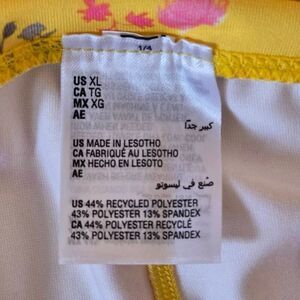 1/4
US XL
CA TG
MX XG
AE
كبير جدًا
US MADE IN LESOTHO
CA FABRIQUÉ AU LESOTHO
MX HECHO EN LESOTO
AE
صُنع في ليسوتو
US 44% RECYCLED POLYESTER
43% POLYESTER 13% SPANDEX
CA 44% POLYESTER RECYCLÉ
43% POLYESTER 13% SPANDEX